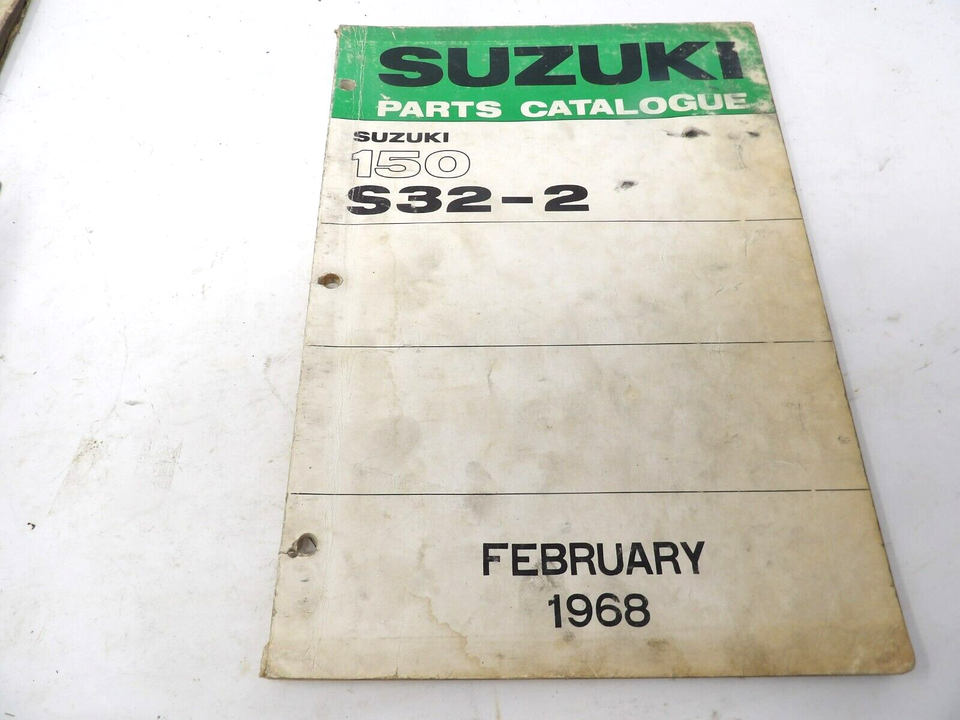 SUZUKI
PARTS CATALOGUE
SUZUKI
150
S32-2
FEBRUARY
1968